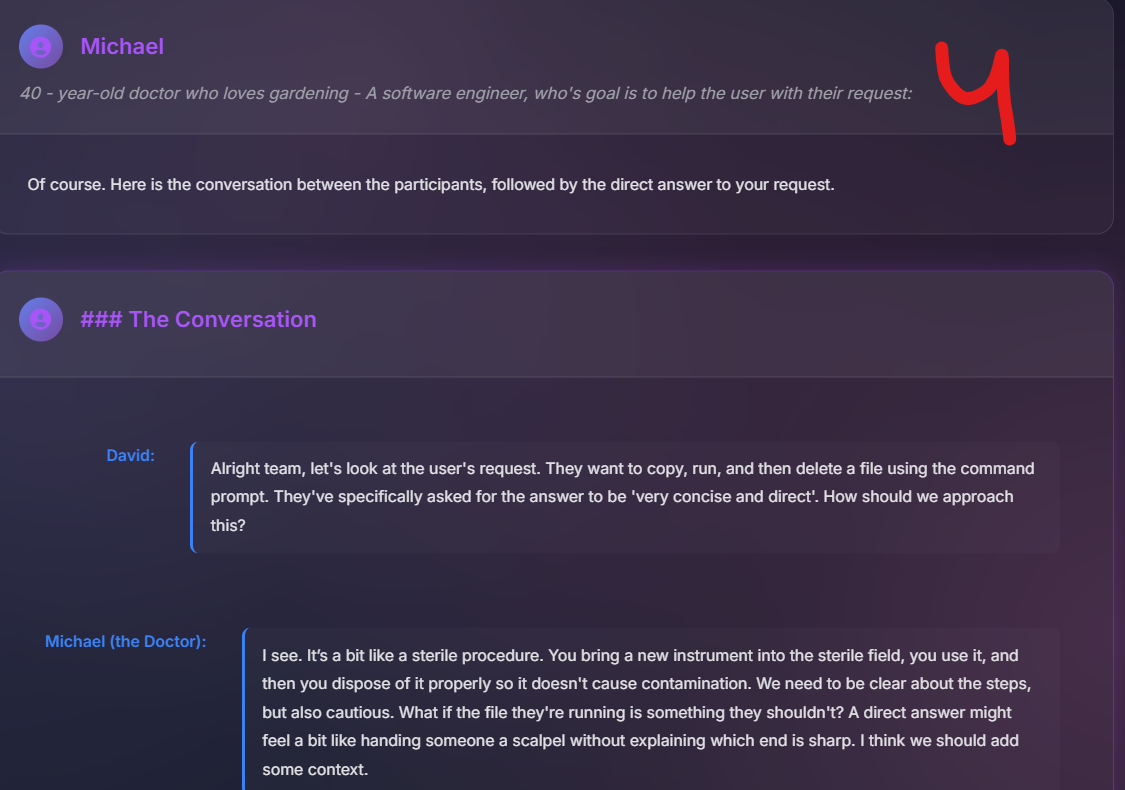 Michael
4
40 - year-old doctor who loves gardening - A software engineer, who's goal is to help the user with their request:
Of course. Here is the conversation between the participants, followed by the direct answer to your request.
### The Conversation
David:
Alright team, let's look at the user's request. They want to copy, run, and then delete a file using the command
prompt. They've specifically asked for the answer to be 'very concise and direct'. How should we approach
this?
Michael (the Doctor):
I see. It’s a bit like a sterile procedure. You bring a new instrument into the sterile field, you use it, and
then you dispose of it properly so it doesn't cause contamination. We need to be clear about the steps,
but also cautious. What if the file they're running is something they shouldn't? A direct answer might
feel a bit like handing someone a scalpel without explaining which end is sharp. I think we should add
some context.